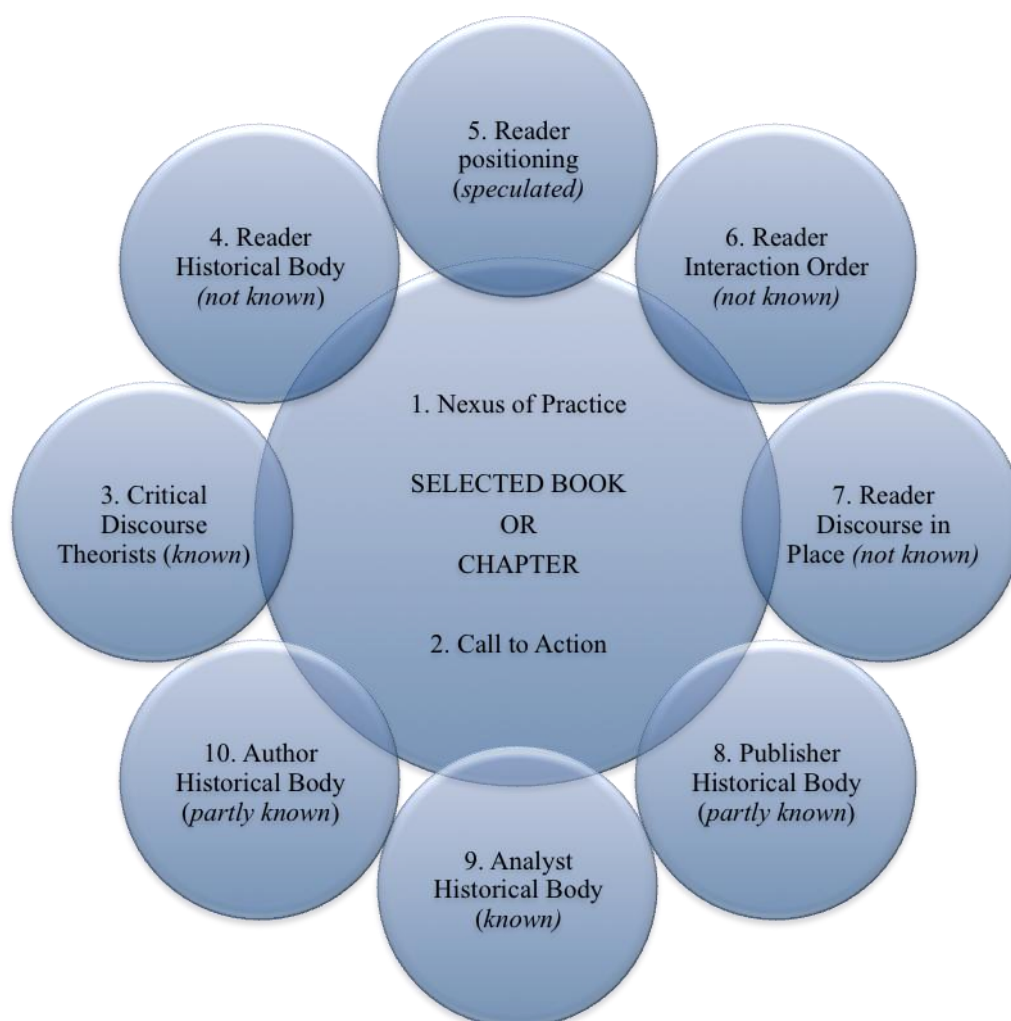 1. Nexus of Practice
SELECTED BOOK
OR
CHAPTER
2. Call to Action
3. Critical
Discourse
Theorists (known)
4. Reader
Historical Body
(not known)
5. Reader
positioning
(speculated)
6. Reader
Interaction Order
(not known)
7. Reader
Discourse in
Place (not known)
8. Publisher
Historical Body
(partly known)
9. Analyst
Historical Body
(known)
10. Author
Historical Body
(partly known)